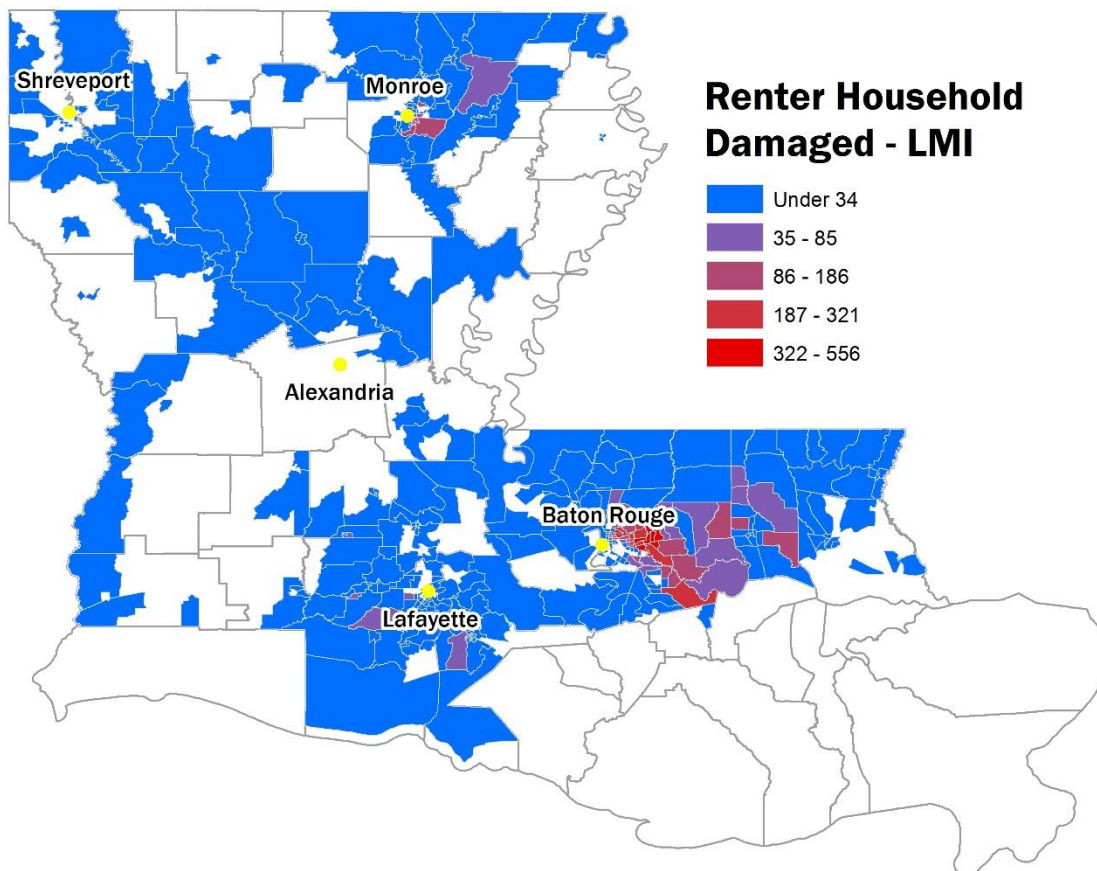 Shreveport
Monroe
Renter Household
Damaged - LMI
Under 34
35 - 85
86 - 186
187 - 321
322 - 556
Alexandria
Baton Rouge
Lafayette